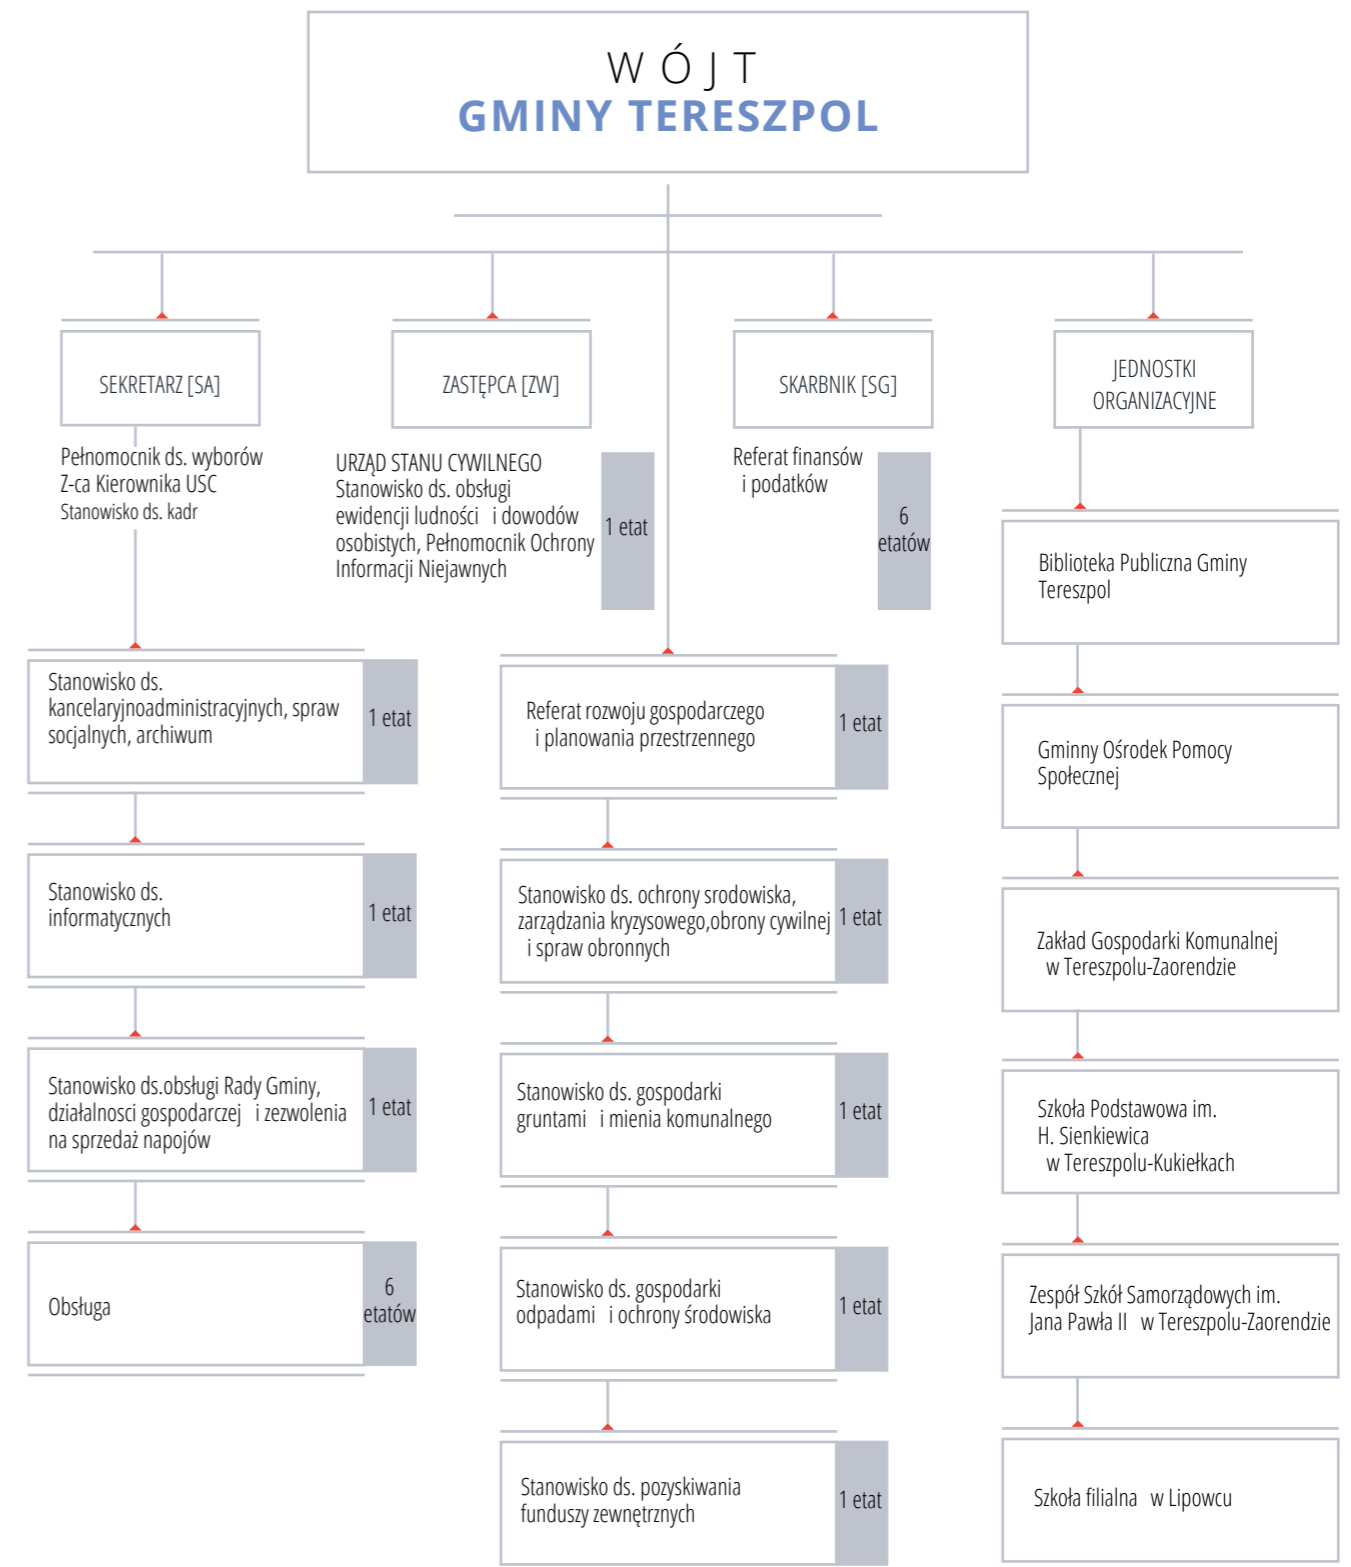 WÓJT
GMINY TERESZPOL
SEKRETARZ [SA]
Pełnomocnik ds. wyborów
Z-ca Kierownika USC
Stanowisko ds. kadr
ZASTĘPCA [ZW]
URZĄD STANU CYWILNEGO
Stanowisko ds. obsługi
ewidencji ludności i dowodów
osobistych, Pełnomocnik Ochrony
Informacji Niejawnych
1 etat
SKARBNIK [SG]
Referat finansów
i podatków
6
etatów
JEDNOSTKI
ORGANIZACYJNE
Stanowisko ds.
kancelaryjnoadministracyjnych, spraw
socjalnych, archiwum
1 etat
Stanowisko ds.
informatycznych
1 etat
Stanowisko ds.obsługi Rady Gminy,
działalnosci gospodarczej i zezwolenia
na sprzedaż napojów
1 etat
Obsługa
6
etatów
Referat rozwoju gospodarczego
i planowania przestrzennego
1 etat
Stanowisko ds. ochrony srodowiska,
zarządzania kryzysowego,obrony cywilnej
i spraw obronnych
1 etat
Stanowisko ds. gospodarki
gruntami i mienia komunalnego
1 etat
Stanowisko ds. gospodarki
odpadami i ochrony środowiska
1 etat
Stanowisko ds. pozyskiwania
funduszy zewnętrznych
1 etat
Biblioteka Publiczna Gminy
Tereszpol
Gminny Ośrodek Pomocy
Społecznej
Zakład Gospodarki Komunalnej
w Tereszpolu-Zaorendzie
Szkoła Podstawowa im.
H. Sienkiewica
w Tereszpolu-Kukiełkach
Zespół Szkół Samorządowych im.
Jana Pawła II w Tereszpolu-Zaorendzie
Szkoła filialna w Lipowcu